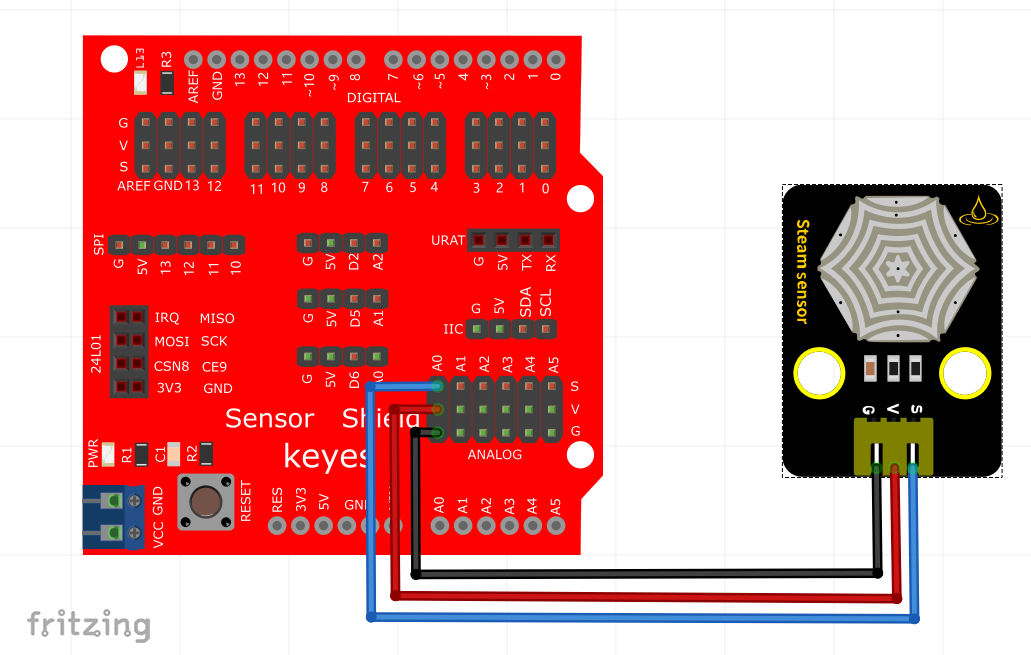 L13 R3 AREF GND 13 12 11 ~10 ~9 8 7 ~6 ~5 4 ~3 2 1 0
DIGITAL
G
V
S
AREF GND 13 12 11 10 9 8 7 6 5 4 3 2 1 0
SPI
G 5V 13 12 11 10
G 5V D2 A2
URAT
G 5V TX RX
G 5V D5 A1
G 5V SDA SCL
IIC
24L01
IRQ MISO
MOSI SCK
CSN8 CE9
3V3 GND
G 5V D6 A0
A0 A1 A2 A3 A4 A5
S
V
G
ANALOG
Sensor Shield
keyes
PWR R1 C1 R2
VCC GND
RESET
RES 3V3 5V GND
A0 A1 A2 A3 A4 A5
Steam sensor
G V S
fritzing